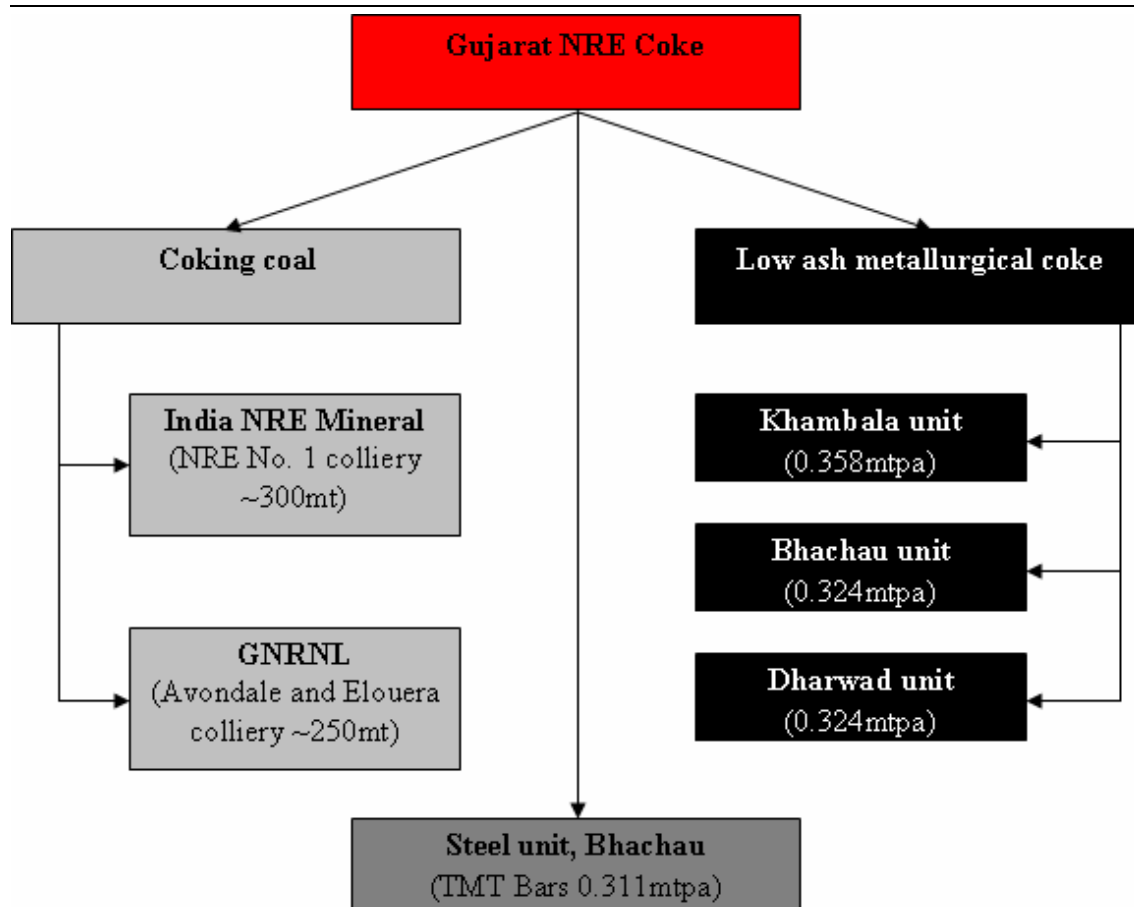 Gujarat NRE Coke
Coking coal
Low ash metallurgical coke
India NRE Mineral
(NRE No. 1 colliery
~300mt)
Khambala unit
(0.358mtpa)
Bhachau unit
(0.324mtpa)
GNRNL
(Avondale and Elouera
colliery ~250mt)
Dharwad unit
(0.324mtpa)
Steel unit, Bhachau
(TMT Bars 0.311mtpa)